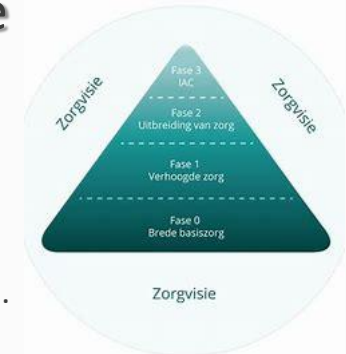 e
Zorgvisie
Zorgvisie
Fase 3
IAC
Fase 2
Uitbreiding van zorg
Fase 1
Verhoogde zorg
Fase 0
Brede basiszorg
Zorgvisie
.